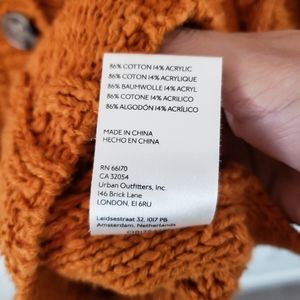 86% COTTON 14% ACRYLIC
86% COTON 14% ACRYLIQUE
86% BAUMWOLLE 14% ACRYL
86% COTONE 14% ACRILICO
86% ALGODÓN 14% ACRÍLICO
MADE IN CHINA
HECHO EN CHINA
RN 66170
CA 32054
Urban Outfitters, Inc.
146 Brick Lane
LONDON, E1 6RU
Leidsestraat 32, 1017 PB
Amsterdam, Netherlands